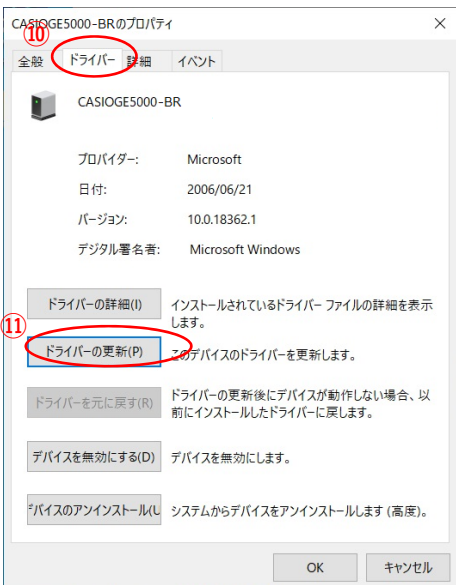 CASIOGE5000-BRのプロパティ
⑩
全般 ドライバー 詳細 イベント
CASIOGE5000-BR
プロバイダー: Microsoft
日付: 2006/06/21
バージョン: 10.0.18362.1
デジタル署名者: Microsoft Windows
ドライバーの詳細(I) インストールされているドライバー ファイルの詳細を表示
します。
⑪
ドライバーの更新(P) このデバイスのドライバーを更新します。
ドライバーを元に戻す(R) ドライバーの更新後にデバイスが動作しない場合、以
前にインストールしたドライバーに戻します。
デバイスを無効にする(D) デバイスを無効にします。
デバイスのアンインストール(U システムからデバイスをアンインストールします (高度)。
OK キャンセル